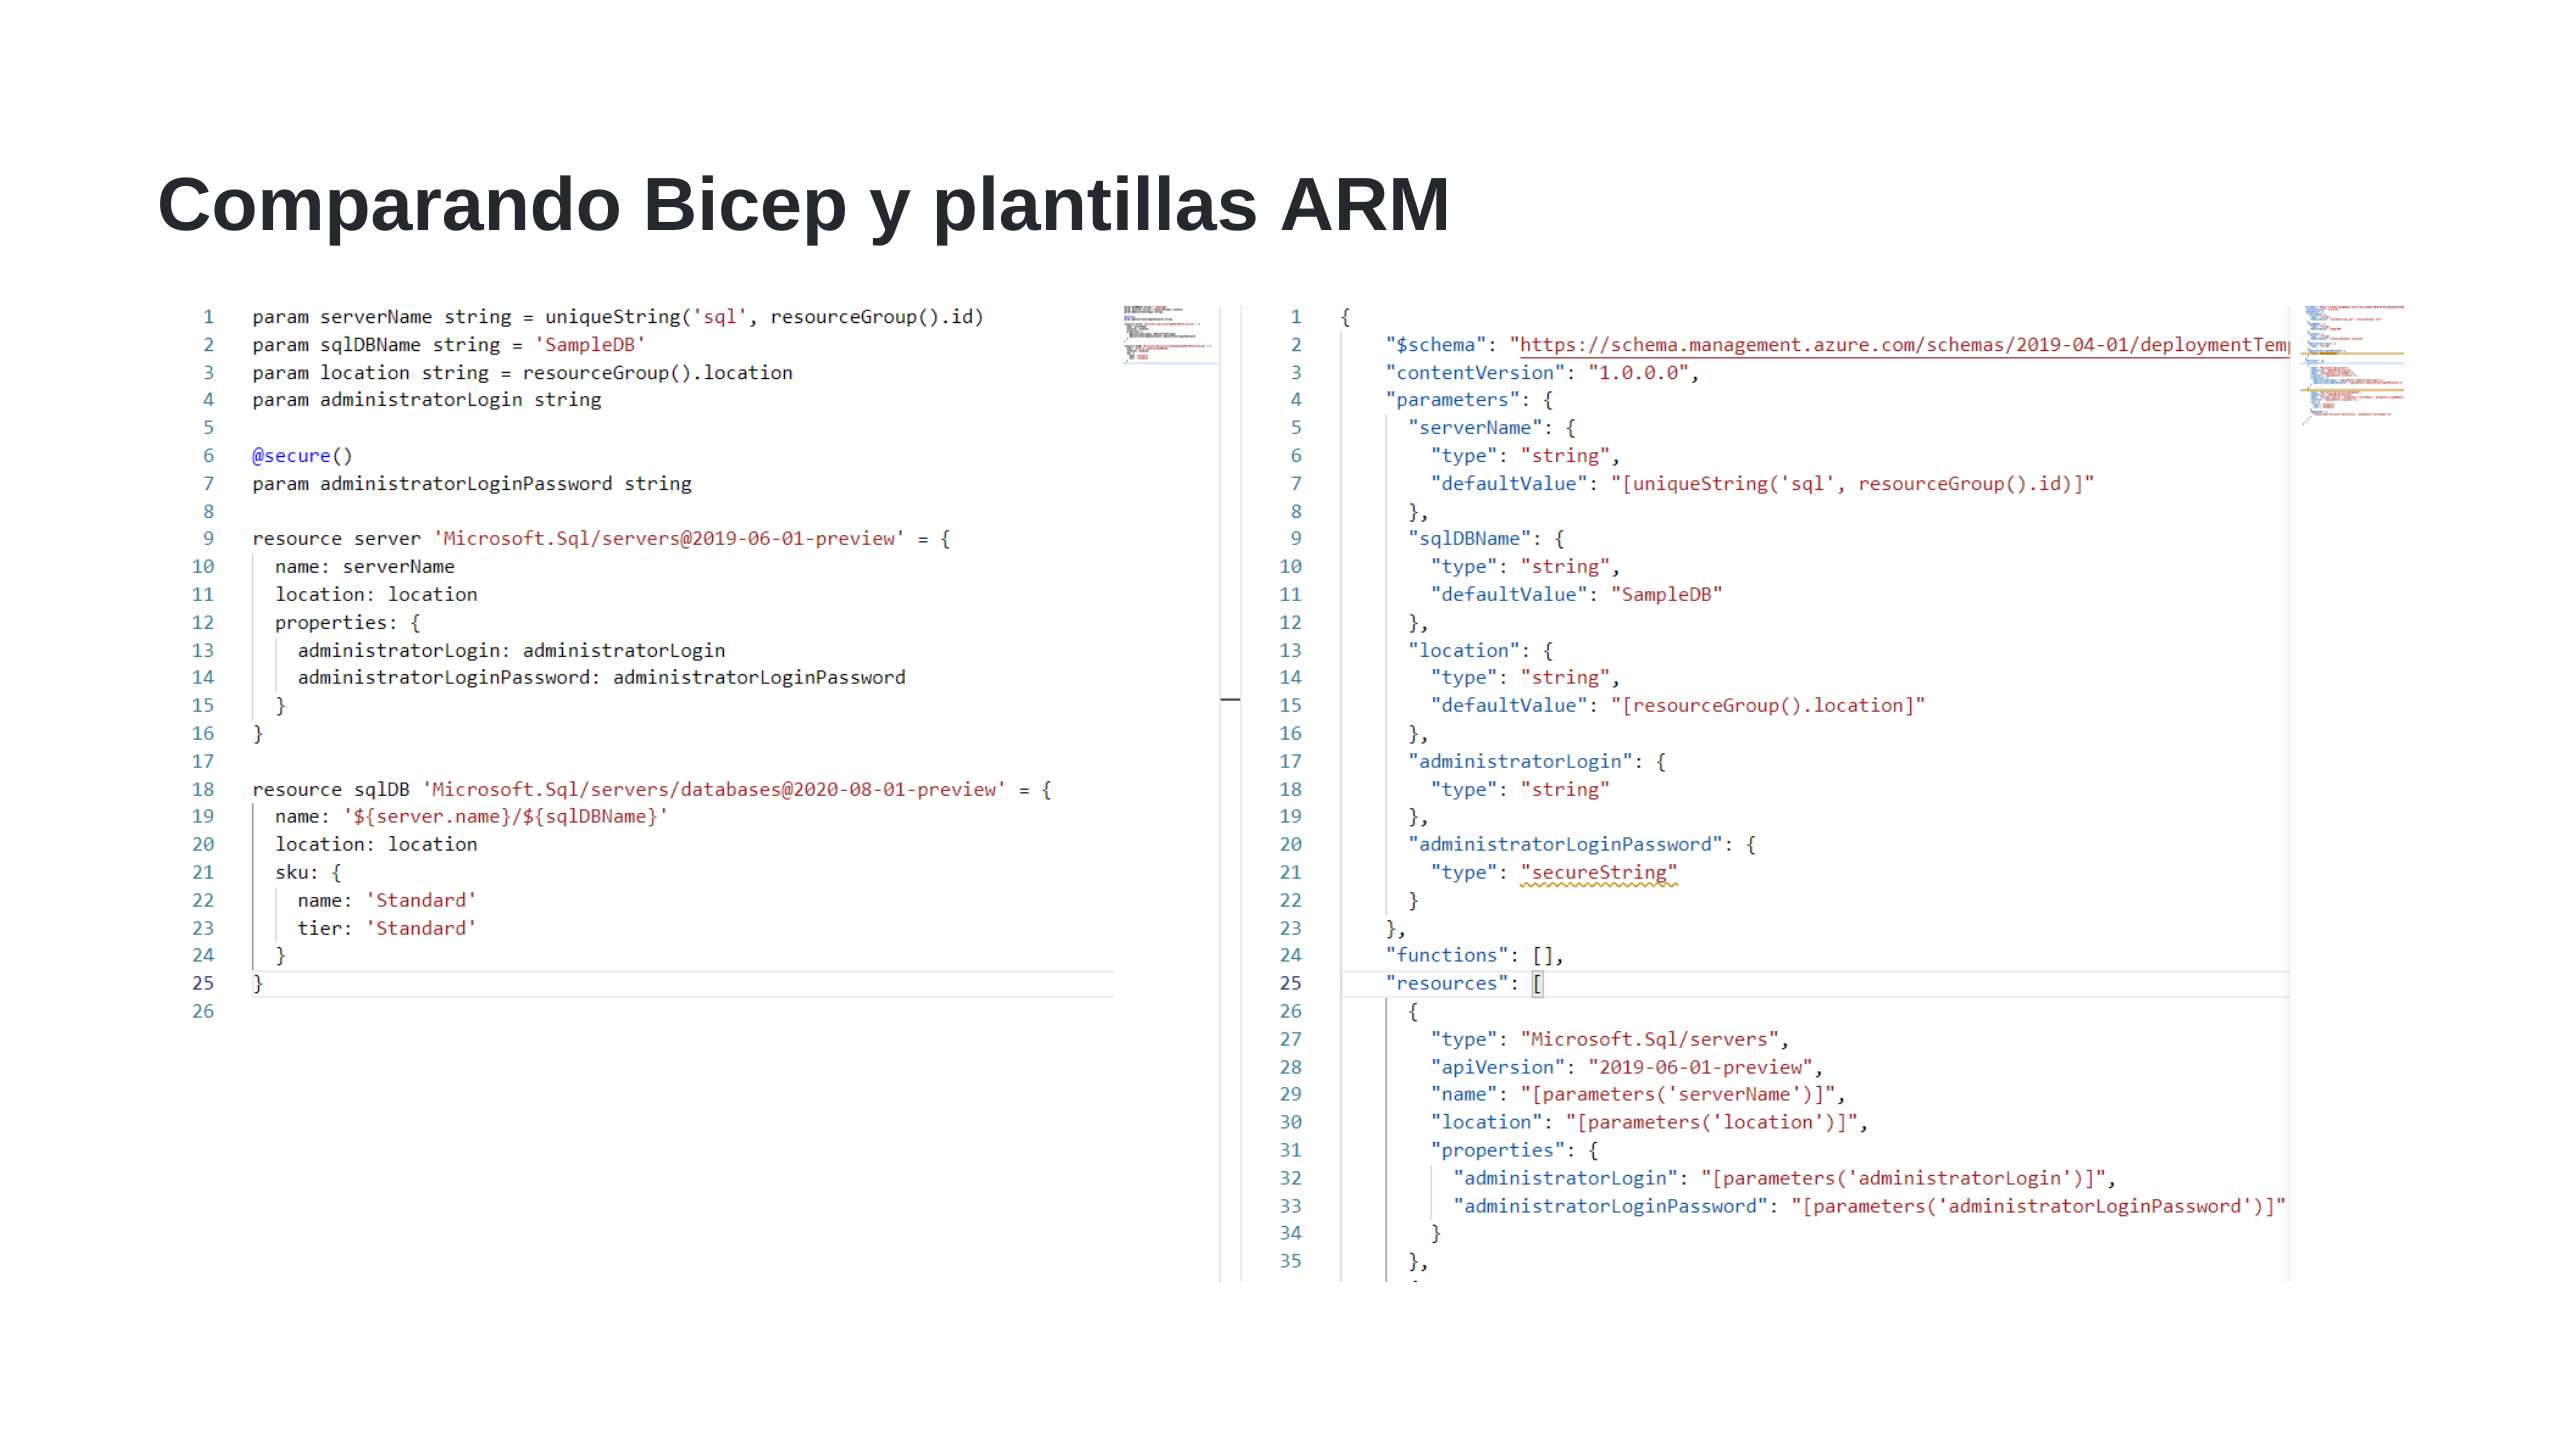 Comparando Bicep y plantillas ARM
1 param serverName string = uniqueString('sql', resourceGroup().id)
2 param sqlDBName string = 'SampleDB'
3 param location string = resourceGroup().location
4 param administratorLogin string
5
6 @secure()
7 param administratorLoginPassword string
8
9 resource server 'Microsoft.Sql/servers@2019-06-01-preview' = {
10 name: serverName
11 location: location
12 properties: {
13 administratorLogin: administratorLogin
14 administratorLoginPassword: administratorLoginPassword
15 }
16 }
17
18 resource sqlDB 'Microsoft.Sql/servers/databases@2020-08-01-preview' = {
19 name: '${server.name}/${sqlDBName}'
20 location: location
21 sku: {
22 name: 'Standard'
23 tier: 'Standard'
24 }
25 }
26
1 {
2 "$schema": "https://schema.management.azure.com/schemas/2019-04-01/deploymentTemp
3 "contentVersion": "1.0.0.0",
4 "parameters": {
5 "serverName": {
6 "type": "string",
7 "defaultValue": "[uniqueString('sql', resourceGroup().id)]"
8 },
9 "sqlDBName": {
10 "type": "string",
11 "defaultValue": "SampleDB"
12 },
13 "location": {
14 "type": "string",
15 "defaultValue": "[resourceGroup().location]"
16 },
17 "administratorLogin": {
18 "type": "string"
19 },
20 "administratorLoginPassword": {
21 "type": "secureString"
22 }
23 },
24 "functions": [],
25 "resources": [
26 {
27 "type": "Microsoft.Sql/servers",
28 "apiVersion": "2019-06-01-preview",
29 "name": "[parameters('serverName')]",
30 "location": "[parameters('location')]",
31 "properties": {
32 "administratorLogin": "[parameters('administratorLogin')]",
33 "administratorLoginPassword": "[parameters('administratorLoginPassword')]"
34 }
35 },